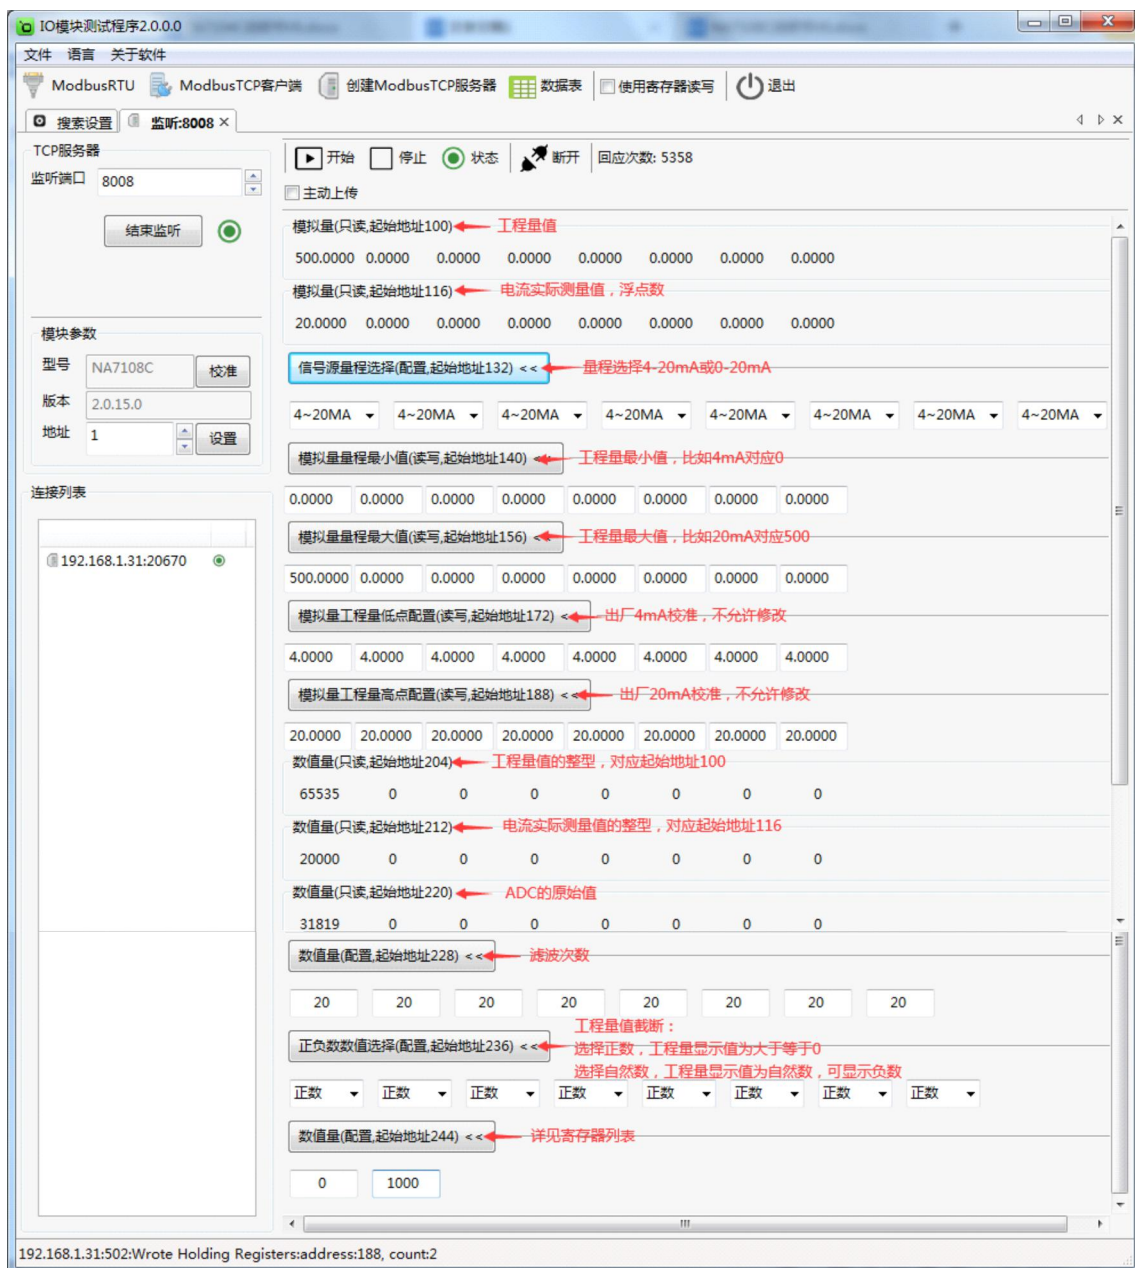 IO模块测试程序2.0.0.0
文件 语言 关于软件
ModbusRTU ModbusTCP客户端 创建ModbusTCP服务器 数据表 使用寄存器读写 退出
搜索设置 监听:8008
TCP服务器
监听端口 8008
结束监听
模块参数
型号 NA7108C 校准
版本 2.0.15.0
地址 1 设置
连接列表
192.168.1.31:20670
开始 停止 状态 断开 回应次数: 5358
主动上传
模拟量(只读,起始地址100) 工程量值
500.0000 0.0000 0.0000 0.0000 0.0000 0.0000 0.0000 0.0000
模拟量(只读,起始地址116) 电流实际测量值，浮点数
20.0000 0.0000 0.0000 0.0000 0.0000 0.0000 0.0000 0.0000
信号源量程选择(配置,起始地址132) << 量程选择4-20mA或0-20mA
4~20MA 4~20MA 4~20MA 4~20MA 4~20MA 4~20MA 4~20MA 4~20MA
模拟量量程最小值(读写,起始地址140) << 工程量最小值，比如4mA对应0
0.0000 0.0000 0.0000 0.0000 0.0000 0.0000 0.0000 0.0000
模拟量量程最大值(读写,起始地址156) << 工程量最大值，比如20mA对应500
500.0000 0.0000 0.0000 0.0000 0.0000 0.0000 0.0000 0.0000
模拟量工程量低点配置(读写,起始地址172) << 出厂4mA校准，不允许修改
4.0000 4.0000 4.0000 4.0000 4.0000 4.0000 4.0000 4.0000
模拟量工程量高点配置(读写,起始地址188) << 出厂20mA校准，不允许修改
20.0000 20.0000 20.0000 20.0000 20.0000 20.0000 20.0000 20.0000
数值量(只读,起始地址204) 工程量值的整型，对应起始地址100
65535 0 0 0 0 0 0 0
数值量(只读,起始地址212) 电流实际测量值的整型，对应起始地址116
20000 0 0 0 0 0 0 0
数值量(只读,起始地址220) ADC的原始值
31819 0 0 0 0 0 0 0
数值量(配置,起始地址228) << 滤波次数
20 20 20 20 20 20 20 20
工程量值截断：
正负数数值选择(配置,起始地址236) << 选择正数，工程量显示值为大于等于0
选择自然数，工程量显示值为自然数，可显示负数
正数 正数 正数 正数 正数 正数 正数 正数
数值量(配置,起始地址244) << 详见寄存器列表
0 1000
192.168.1.31:502:Wrote Holding Registers:address:188, count:2